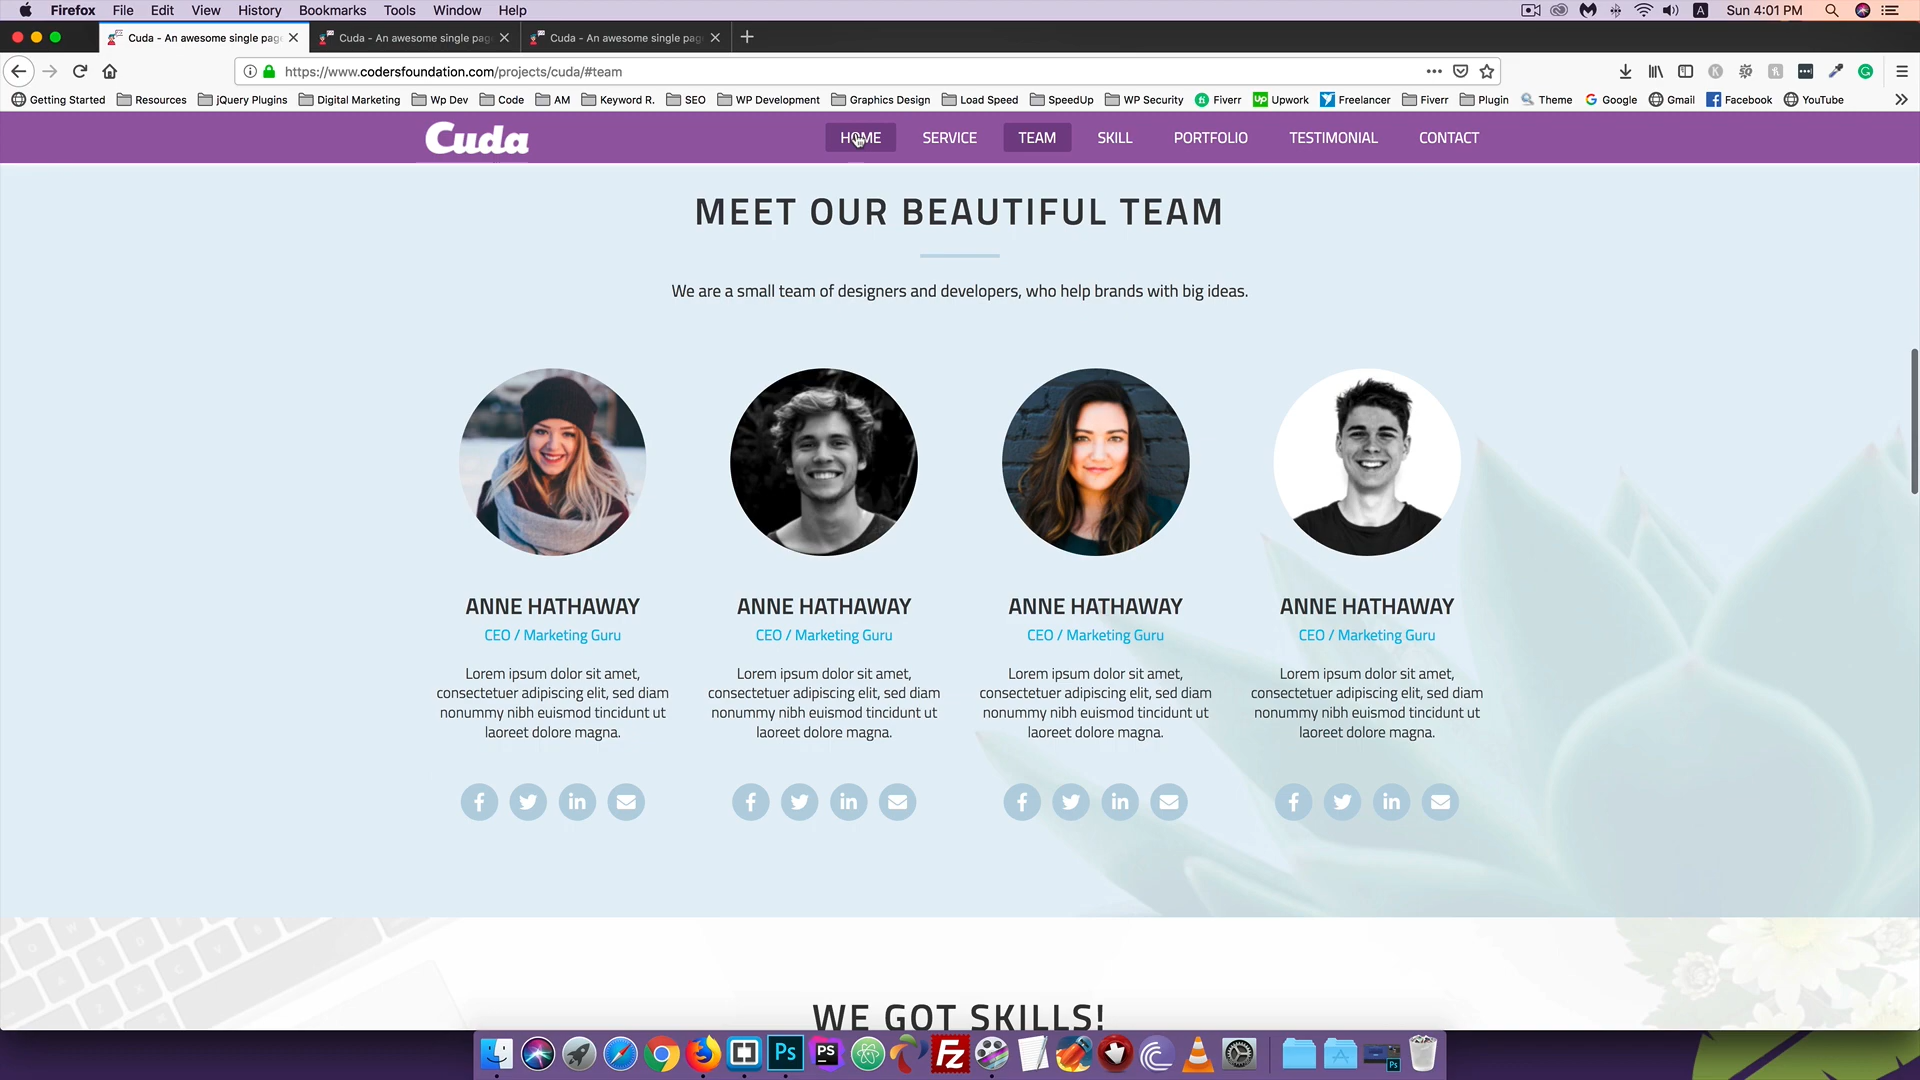 Firefox File Edit View History Bookmarks Tools Window Help
A Sun 4:01 PM
Cuda - An awesome single pag
Cuda - An awesome single pag
Cuda - An awesome single pag
https://www.codersfoundation.com/projects/cuda/#team
Getting Started Resources jQuery Plugins Digital Marketing Wp Dev Code AM Keyword R. SEO WP Development Graphics Design Load Speed SpeedUp WP Security Fiverr Upwork Freelancer Fiverr Plugin Theme Google Gmail Facebook YouTube
Cuda HOME SERVICE TEAM SKILL PORTFOLIO TESTIMONIAL CONTACT
MEET OUR BEAUTIFUL TEAM
We are a small team of designers and developers, who help brands with big ideas.
ANNE HATHAWAY
CEO / Marketing Guru
Lorem ipsum dolor sit amet,
consectetuer adipiscing elit, sed diam
nonummy nibh euismod tincidunt ut
laoreet dolore magna.
ANNE HATHAWAY
CEO / Marketing Guru
Lorem ipsum dolor sit amet,
consectetuer adipiscing elit, sed diam
nonummy nibh euismod tincidunt ut
laoreet dolore magna.
ANNE HATHAWAY
CEO / Marketing Guru
Lorem ipsum dolor sit amet,
consectetuer adipiscing elit, sed diam
nonummy nibh euismod tincidunt ut
laoreet dolore magna.
ANNE HATHAWAY
CEO / Marketing Guru
Lorem ipsum dolor sit amet,
consectetuer adipiscing elit, sed diam
nonummy nibh euismod tincidunt ut
laoreet dolore magna.
WE GOT SKILLS!
Ps PS Fz Ps